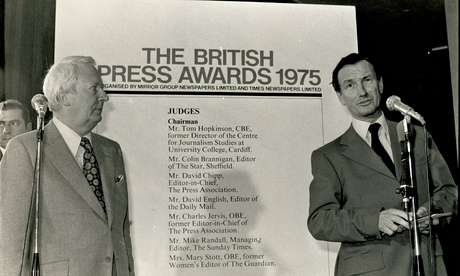 THE BRITISH
PRESS AWARDS 1975
ORGANISED BY MIRROR GROUP NEWSPAPERS LIMITED AND TIMES NEWSPAPERS LIMITED
JUDGES
Chairman
Mr. Tom Hopkinson, CBE,
former Director of the Centre
for Journalism Studies at
University College, Cardiff.
Mr. Colin Brannigan, Editor
of The Star, Sheffield.
Mr. David Chipp,
Editor-in-Chief,
The Press Association.
Mr. David English, Editor
of the Daily Mail.
Mr. Charles Jervis, OBE,
former Editor-in-Chief of
The Press Association.
Mr. Mike Randall, Managing
Editor, The Sunday Times.
Mrs. Mary Stott, OBE, former
Women's Editor of The Guardian.